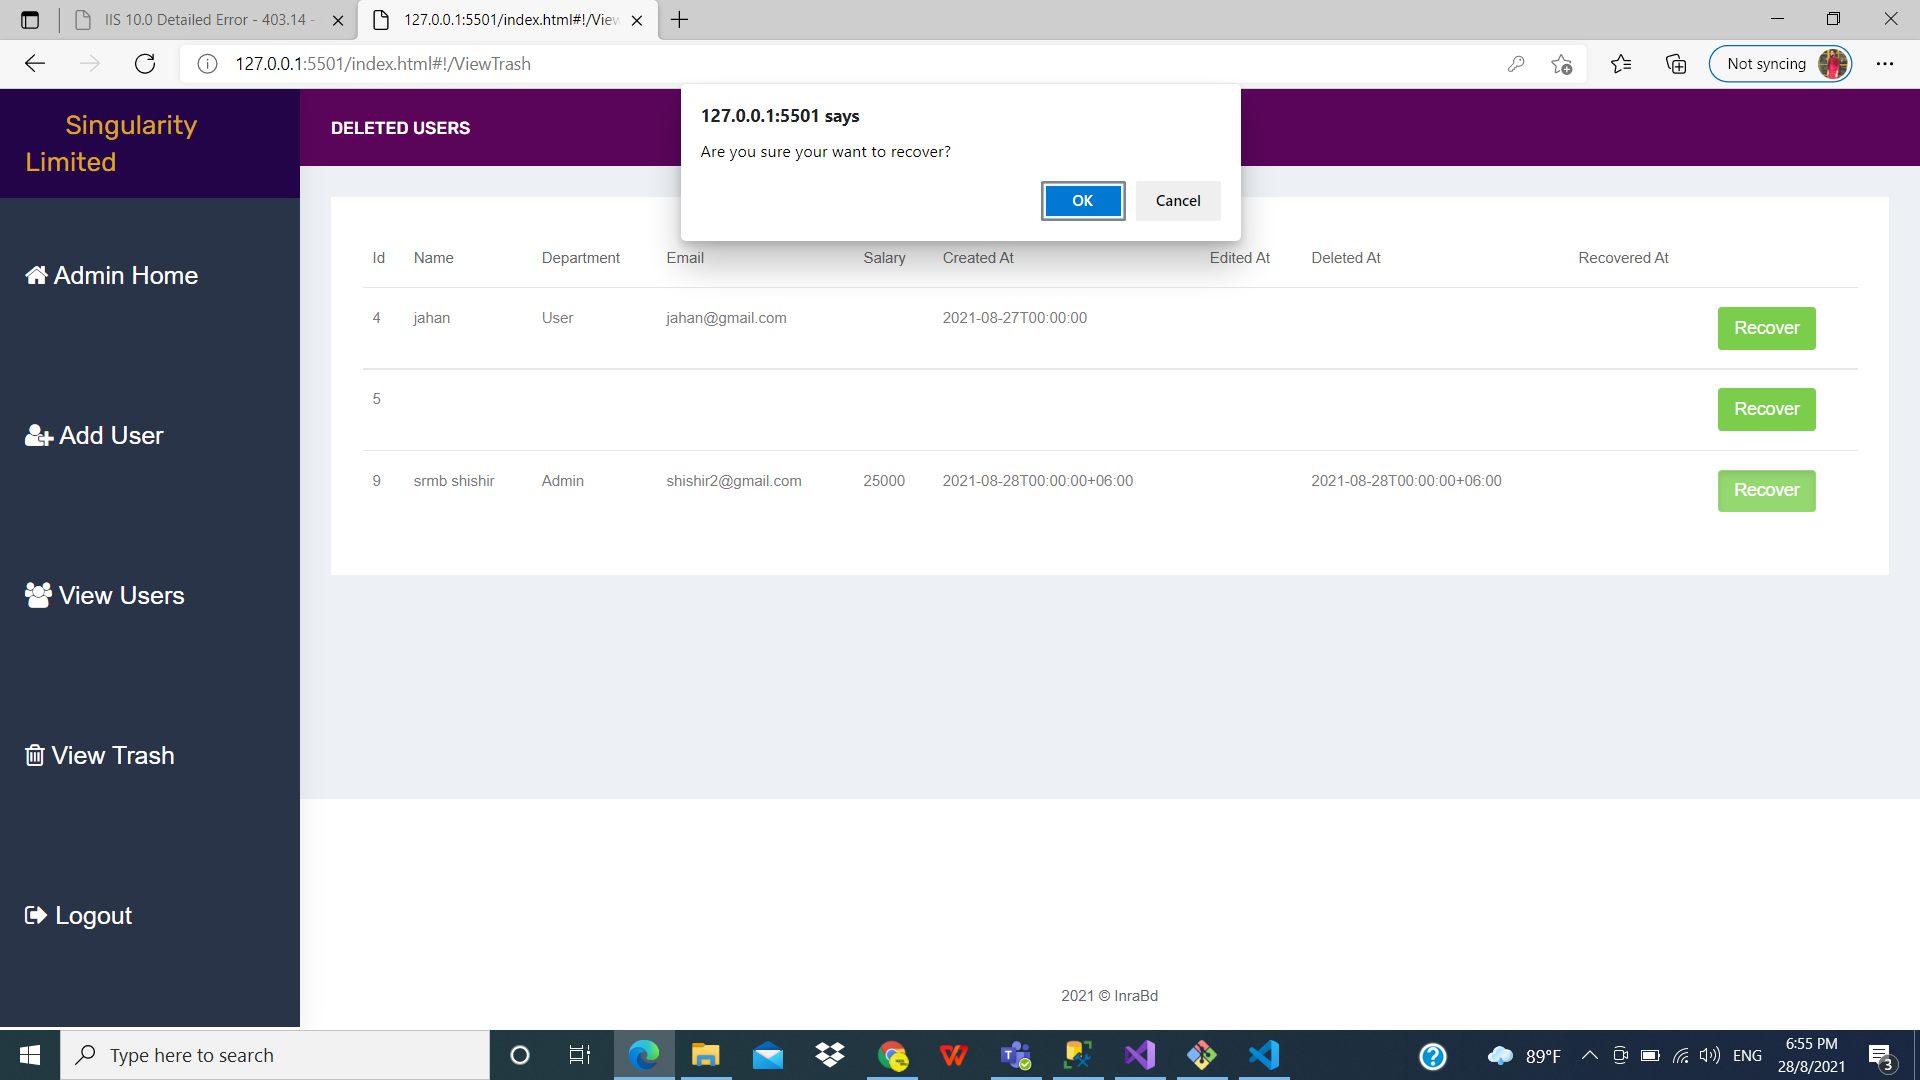 IIS 10.0 Detailed Error - 403.14 -
127.0.0.1:5501/index.html#!/View
127.0.0.1:5501/index.html#!/ViewTrash
Not syncing
Singularity
Limited
DELETED USERS
127.0.0.1:5501 says
Are you sure your want to recover?
OK
Cancel
Admin Home
Add User
View Users
View Trash
Logout
Id Name Department Email Salary Created At Edited At Deleted At Recovered At
4 jahan User jahan@gmail.com 2021-08-27T00:00:00 Recover
5 Recover
9 srmb shishir Admin shishir2@gmail.com 25000 2021-08-28T00:00:00+06:00 2021-08-28T00:00:00+06:00 Recover
2021 © InraBd
Type here to search
89°F
ENG
6:55 PM
28/8/2021
3